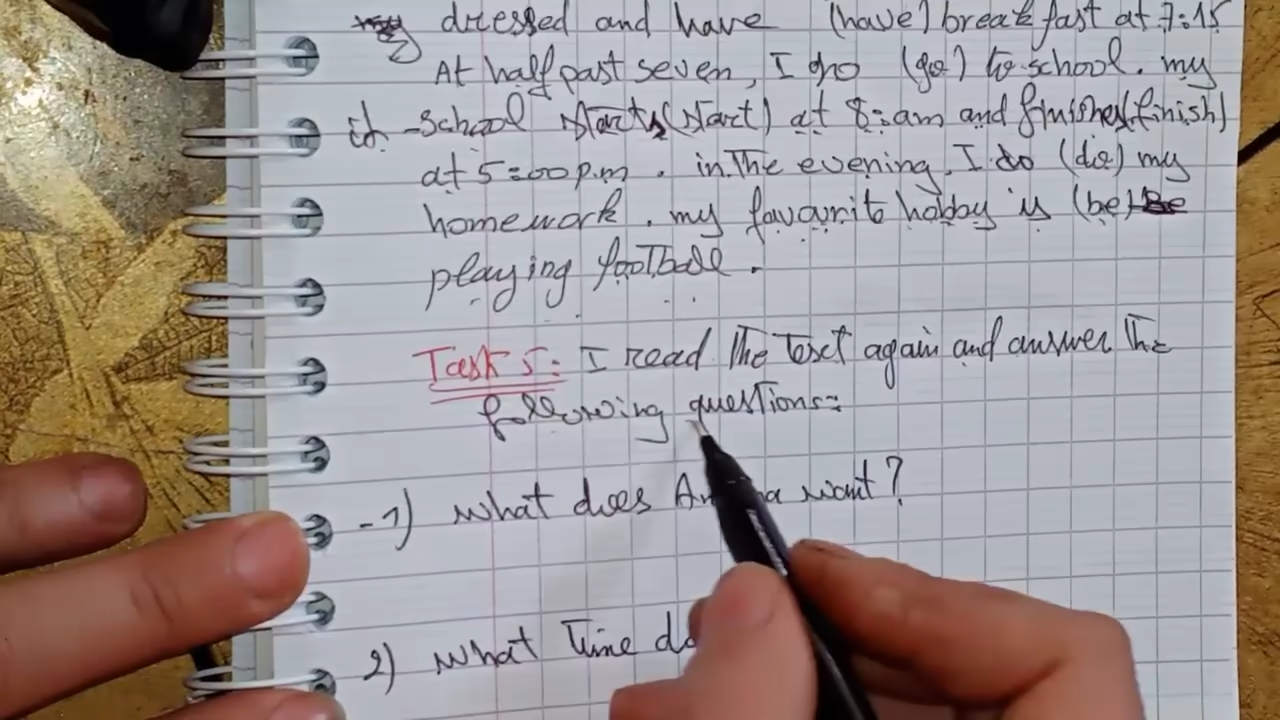 dressed and have (have) breakfast at 7:15
At half past seven, I go (go) to school. my
school starts (start) at 8:am and finishes (finish)
at 5:00 p.m. in The evening, I do (do) my
homework. my favourite hobby is (be)
playing football.
Task 5: I read The Text again and answer The
following questions:
-1) What does want?
2) What Time